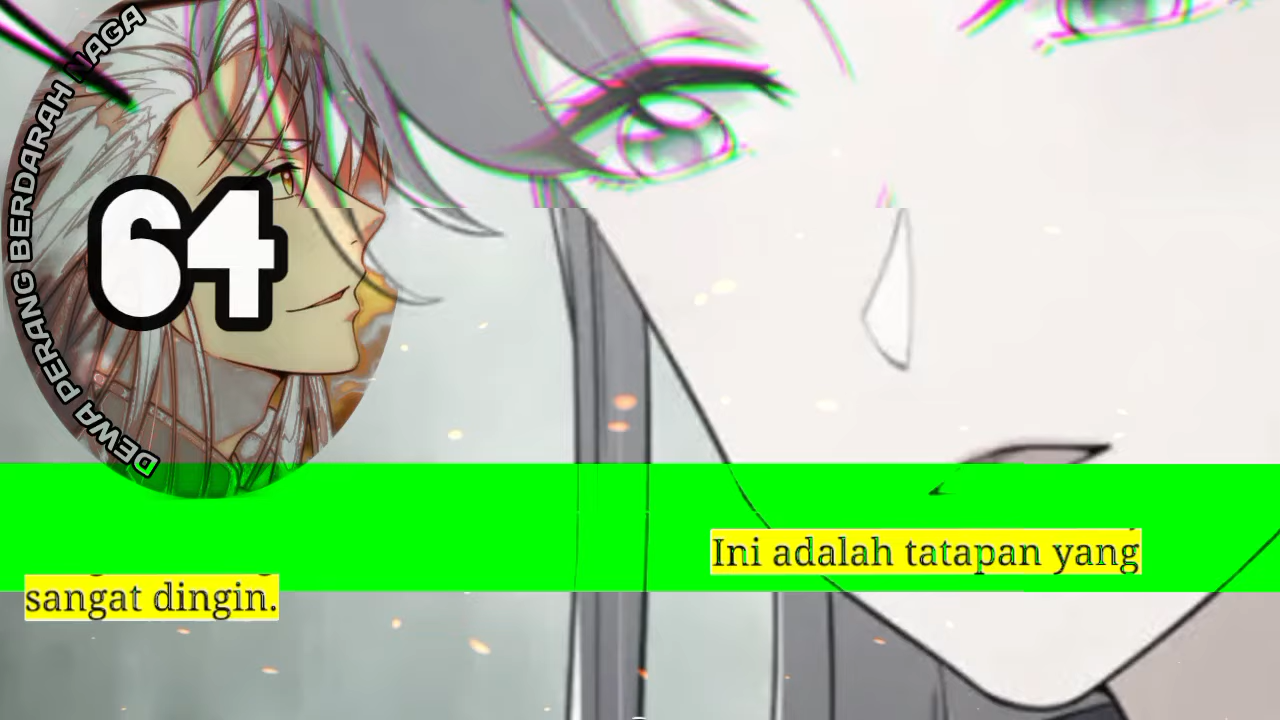 DEWA PERANG BERDARAH NAGA
64
Ini adalah tatapan yang
sangat dingin.